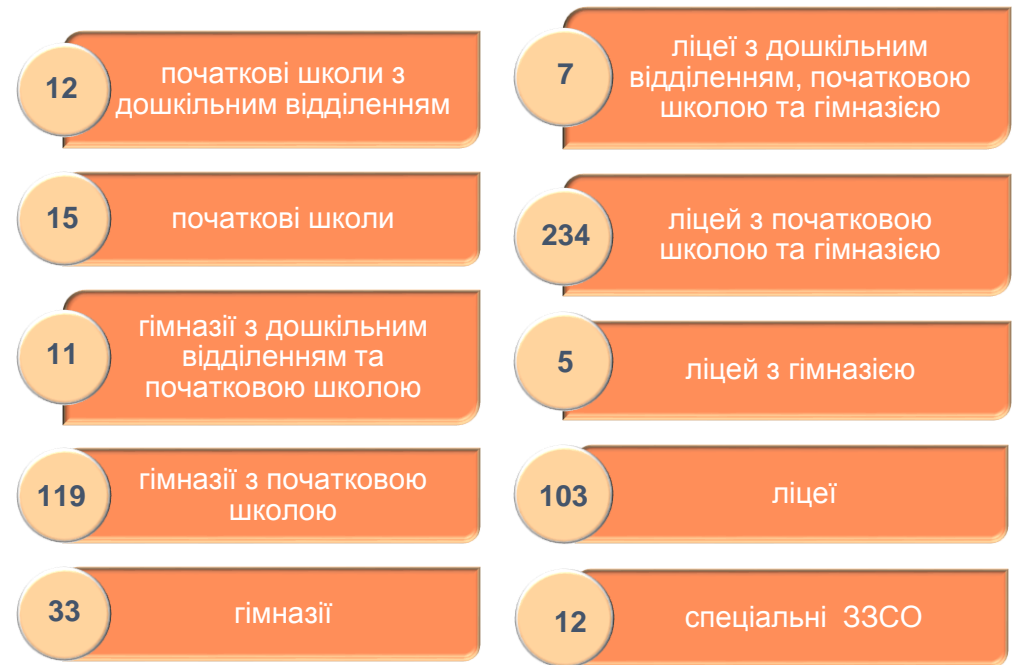 12
початкові школи з
дошкільним відділенням
15
початкові школи
11
гімназії з дошкільним
відділенням та
початковою школою
119
гімназії з початковою
школою
33
гімназії
7
ліцеї з дошкільним
відділенням, початковою
школою та гімназією
234
ліцей з початковою
школою та гімназією
5
ліцей з гімназією
103
ліцеї
12
спеціальні ЗЗСО